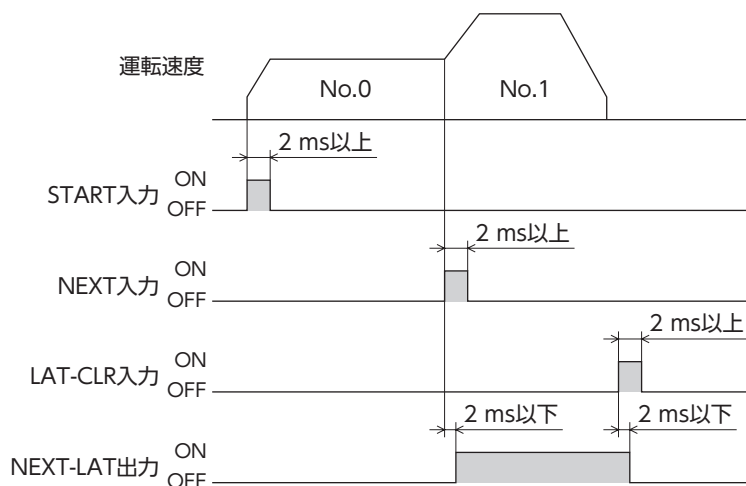 運転速度
No.0
No.1
2 ms以上
START入力
ON
OFF
2 ms以上
NEXT入力
ON
OFF
2 ms以上
LAT-CLR入力
ON
OFF
2 ms以下
2 ms以下
NEXT-LAT出力
ON
OFF